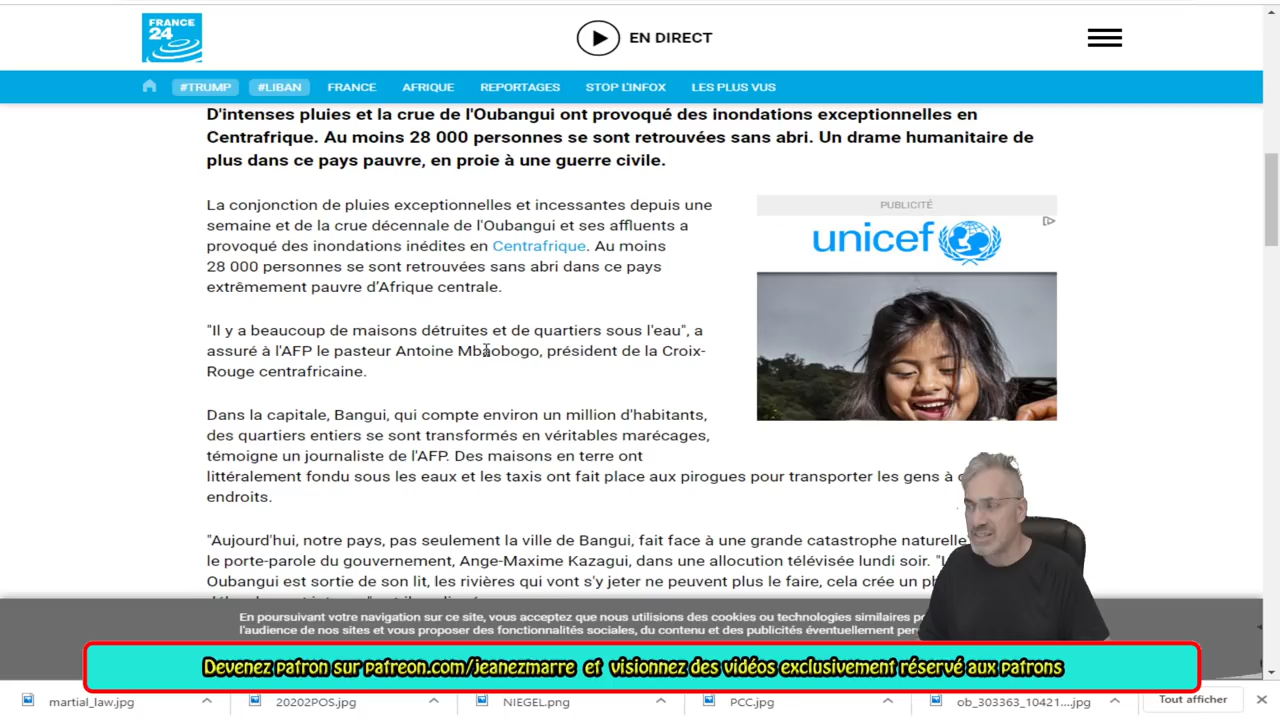 FRANCE
24
EN DIRECT
#TRUMP #LIBAN FRANCE AFRIQUE REPORTAGES STOP L'INFOX LES PLUS VUS
D'intenses pluies et la crue de l'Oubangui ont provoqué des inondations exceptionnelles en
Centrafrique. Au moins 28 000 personnes se sont retrouvées sans abri. Un drame humanitaire de
plus dans ce pays pauvre, en proie à une guerre civile.
La conjonction de pluies exceptionnelles et incessantes depuis une
semaine et de la crue décennale de l'Oubangui et ses affluents a
provoqué des inondations inédites en Centrafrique. Au moins
28 000 personnes se sont retrouvées sans abri dans ce pays
extrêmement pauvre d'Afrique centrale.
"Il y a beaucoup de maisons détruites et de quartiers sous l'eau", a
assuré à l'AFP le pasteur Antoine Mbaobogo, président de la Croix-
Rouge centrafricaine.
Dans la capitale, Bangui, qui compte environ un million d'habitants,
des quartiers entiers se sont transformés en véritables marécages,
témoigne un journaliste de l'AFP. Des maisons en terre ont
littéralement fondu sous les eaux et les taxis ont fait place aux pirogues pour transporter les gens à
endroits.
"Aujourd'hui, notre pays, pas seulement la ville de Bangui, fait face à une grande catastrophe naturelle
le porte-parole du gouvernement, Ange-Maxime Kazagui, dans une allocution télévisée lundi soir.
Oubangui est sortie de son lit, les rivières qui vont s'y jeter ne peuvent plus le faire, cela crée un
PUBLICITÉ
unicef
En poursuivant votre navigation sur ce site, vous acceptez que nous utilisions des cookies ou technologies similaires
l'audience de nos sites et vous proposer des fonctionnalités sociales, du contenu et des publicités éventuellement
Devenez patron sur patreon.com/jeanezmarre et visionnez des vidéos exclusivement réservé aux patrons
martial_law.jpg 20202POS.jpg NIEGEL.png PCC.jpg ob_303363_10421....jpg Tout afficher